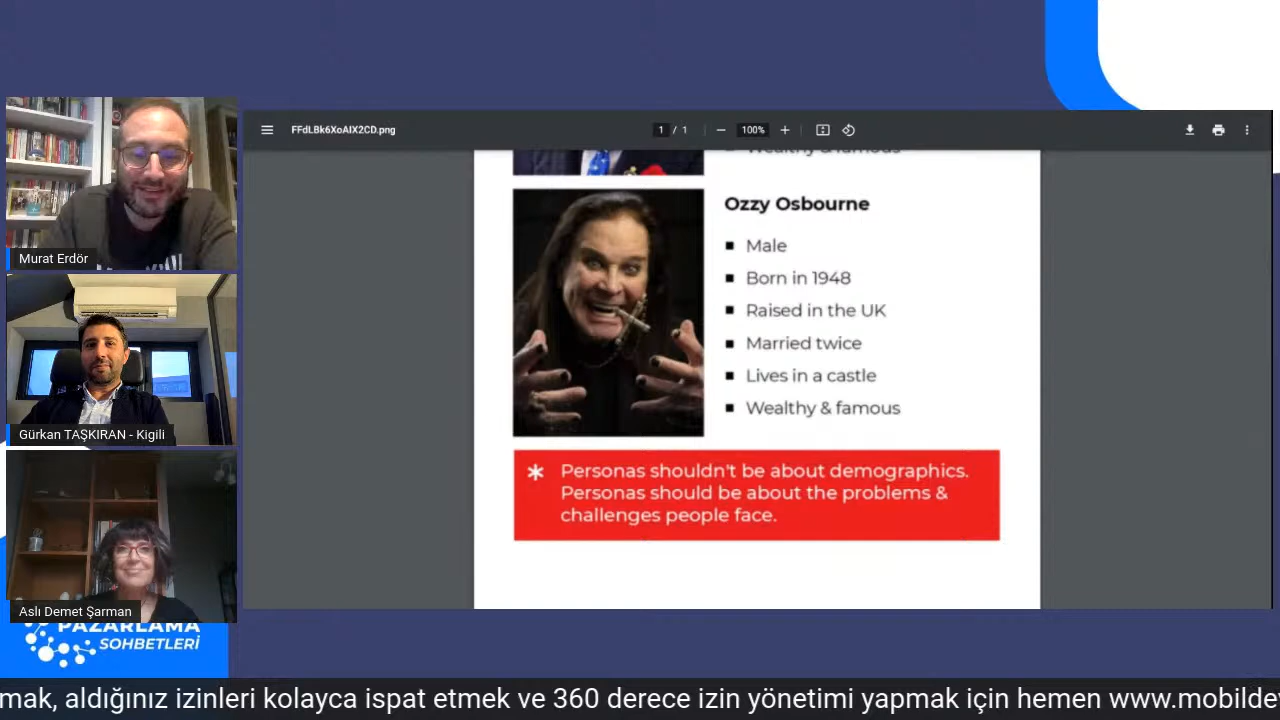 FFdLBk6XoAIX2CD.png
1 / 1
100%
Wealthy & famous
Ozzy Osbourne
Male
Born in 1948
Raised in the UK
Married twice
Lives in a castle
Wealthy & famous
* Personas shouldn't be about demographics.
Personas should be about the problems &
challenges people face.
Murat Erdör
Gürkan TAŞKIRAN - Kigili
Aslı Demet Şarman
PAZARLAMA
SOHBETLERİ
mak, aldığınız izinleri kolayca ispat etmek ve 360 derece izin yönetimi yapmak için hemen www.mobilde